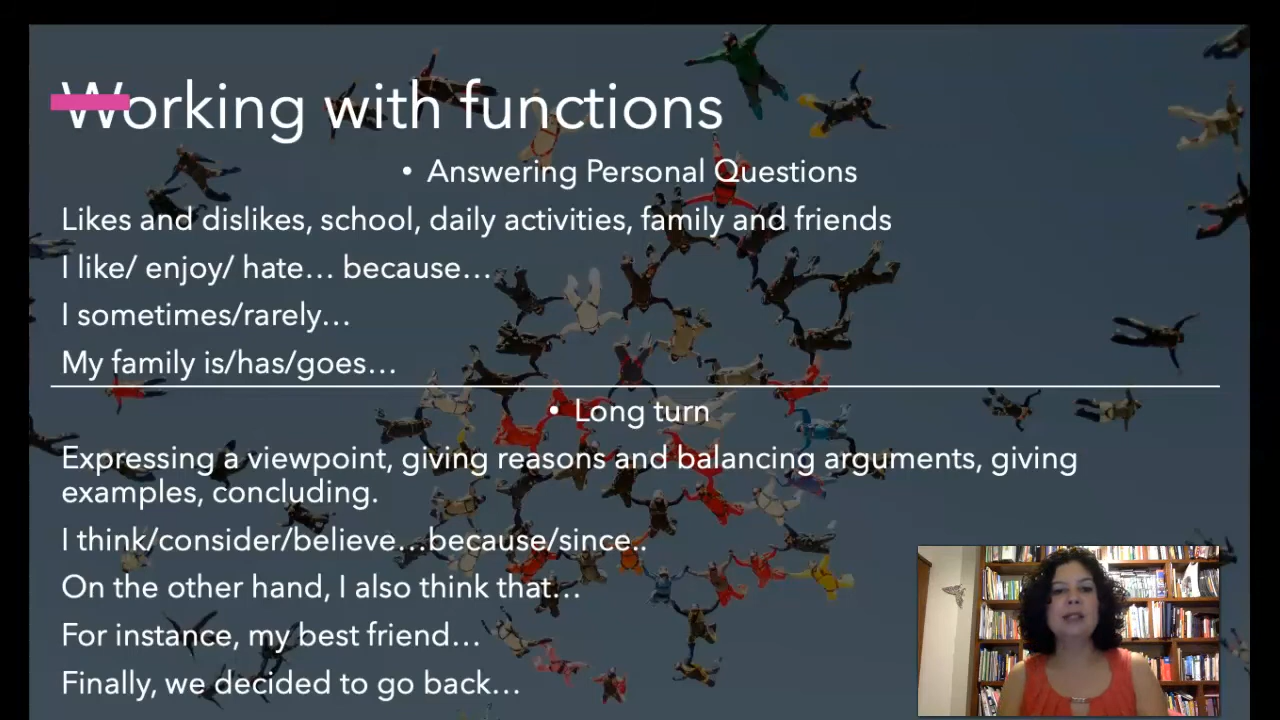 Working with functions
• Answering Personal Questions
Likes and dislikes, school, daily activities, family and friends
I like/ enjoy/ hate… because…
I sometimes/rarely…
My family is/has/goes…
• Long turn
Expressing a viewpoint, giving reasons and balancing arguments, giving
examples, concluding.
I think/consider/believe…because/since..
On the other hand, I also think that…
For instance, my best friend…
Finally, we decided to go back…